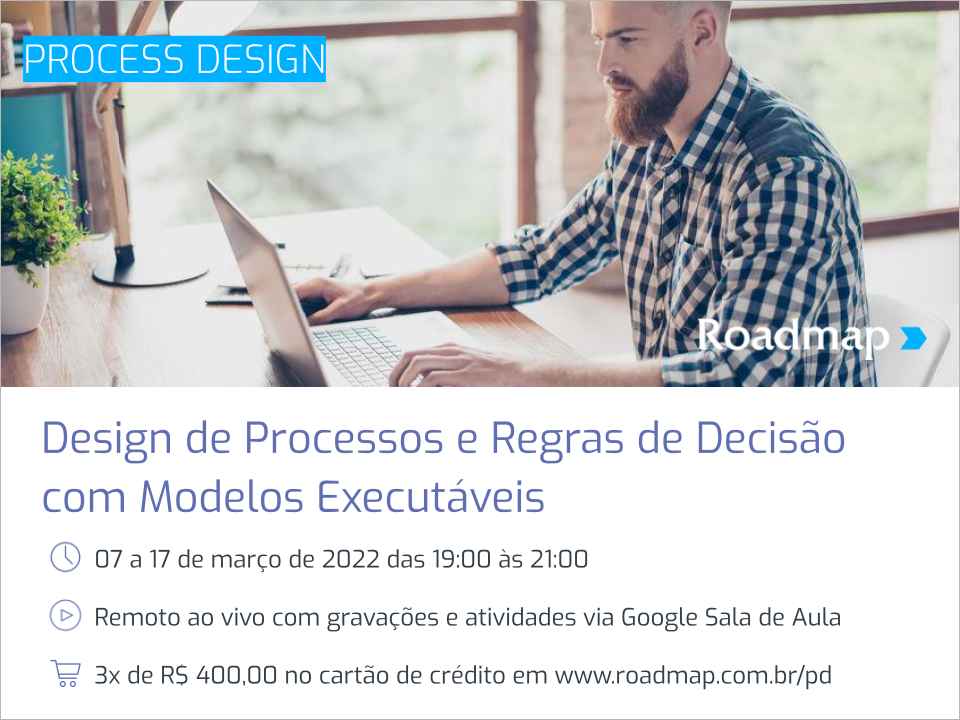 PROCESS DESIGN
Roadmap
Design de Processos e Regras de Decisão
com Modelos Executáveis
07 a 17 de março de 2022 das 19:00 às 21:00
Remoto ao vivo com gravações e atividades via Google Sala de Aula
3x de R$ 400,00 no cartão de crédito em www.roadmap.com.br/pd